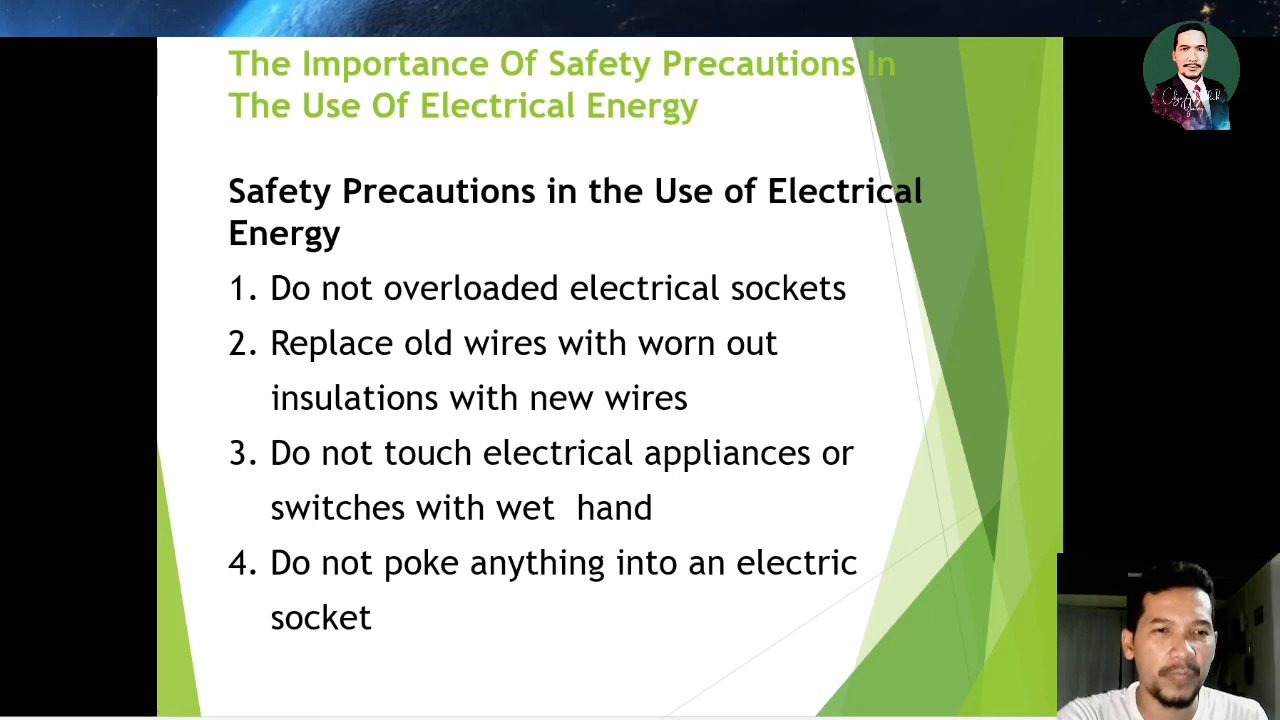 The Importance Of Safety Precautions In
The Use Of Electrical Energy
Safety Precautions in the Use of Electrical
Energy
1. Do not overloaded electrical sockets
2. Replace old wires with worn out
insulations with new wires
3. Do not touch electrical appliances or
switches with wet  hand
4. Do not poke anything into an electric
socket